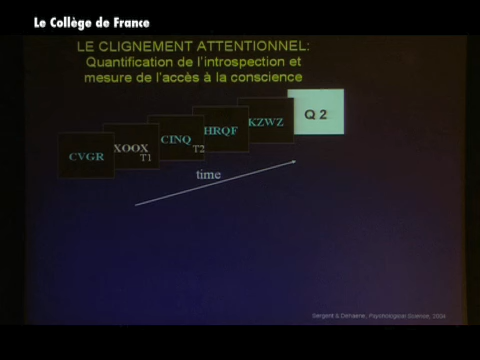 Le Collège de France
LE CLIGNEMENT ATTENTIONNEL:
Quantification de l'introspection et
mesure de l'accès à la conscience
CVGR
XOOX
T1
CINQ
T2
HRQF
KZWZ
Q 2
time
Sergent & Dehaene, Psychological Science, 2004